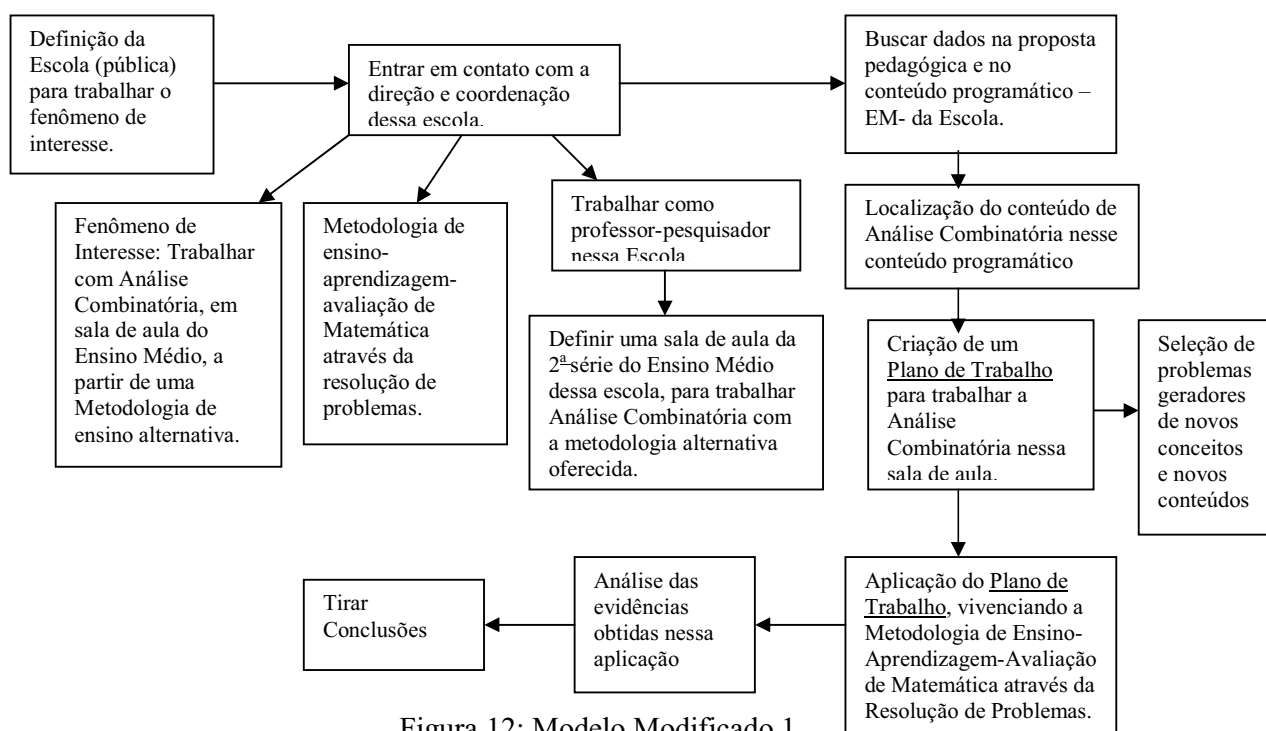 Definição da
Escola (pública)
para trabalhar o
fenômeno de
interesse.
Entrar em contato com a
direção e coordenação
dessa escola.
Buscar dados na proposta
pedagógica e no
conteúdo programático –
EM- da Escola.
Fenômeno de
Interesse: Trabalhar
com Análise
Combinatória, em
sala de aula do
Ensino Médio, a
partir de uma
Metodologia de
ensino alternativa.
Metodologia de
ensino-
aprendizagem-
avaliação de
Matemática
através da
resolução de
problemas.
Trabalhar como
professor-pesquisador
nessa Escola.
Localização do conteúdo de
Análise Combinatória nesse
conteúdo programático
Definir uma sala de aula da
2ª série do Ensino Médio
dessa escola, para trabalhar
Análise Combinatória com
a metodologia alternativa
oferecida.
Criação de um
Plano de Trabalho
para trabalhar a
Análise
Combinatória nessa
sala de aula.
Seleção de
problemas
geradores
de novos
conceitos
e novos
conteúdos
Tirar
Conclusões
Análise das
evidências
obtidas nessa
aplicação
Aplicação do Plano de
Trabalho, vivenciando a
Metodologia de Ensino-
Aprendizagem-Avaliação
de Matemática através da
Resolução de Problemas.
Figura 12: Modelo Modificado 1